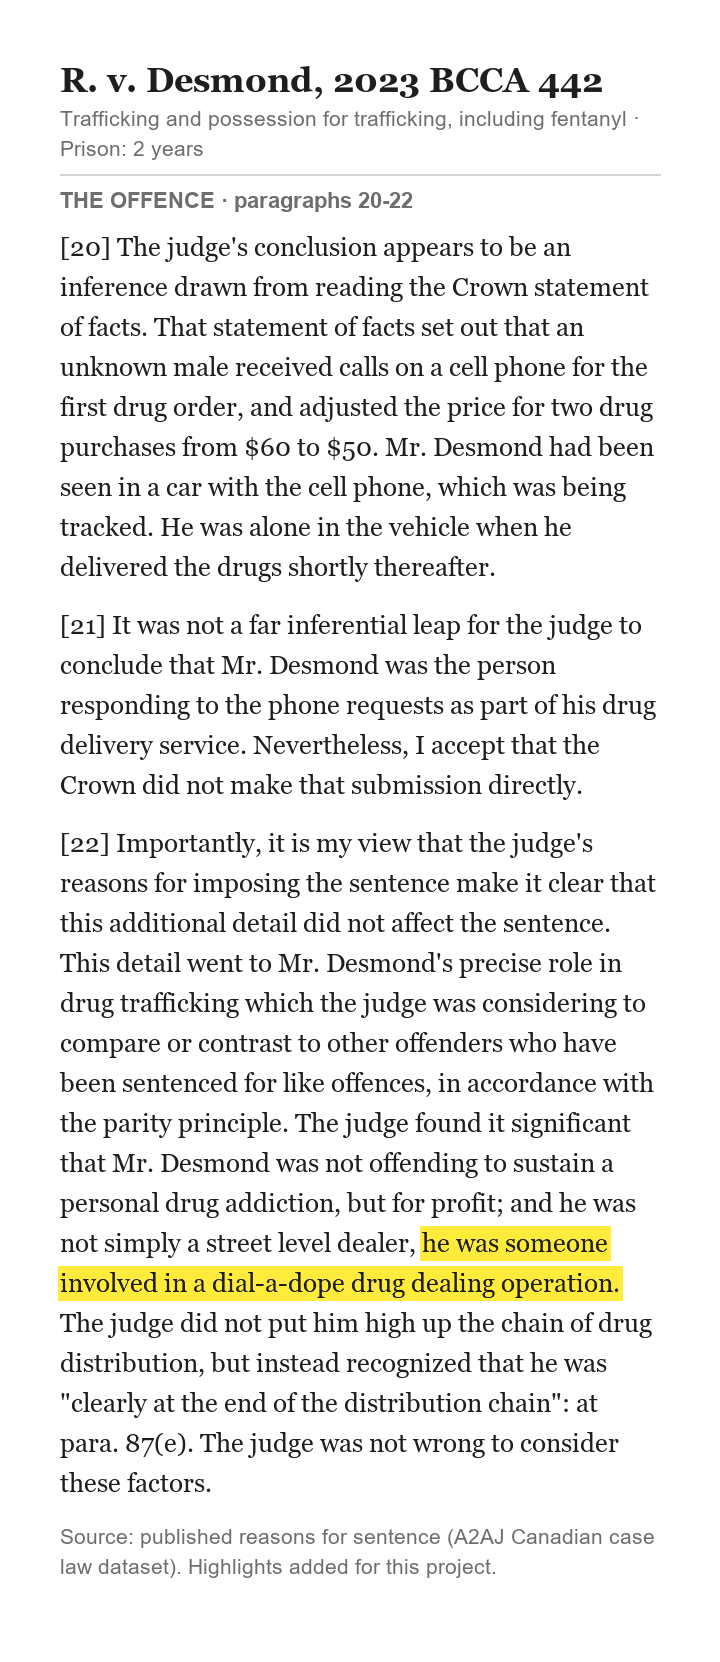 R. v. Desmond, 2023 BCCA 442
Trafficking and possession for trafficking, including fentanyl ·
Prison: 2 years
THE OFFENCE · paragraphs 20-22
[20] The judge's conclusion appears to be an
inference drawn from reading the Crown statement
of facts. That statement of facts set out that an
unknown male received calls on a cell phone for the
first drug order, and adjusted the price for two drug
purchases from $60 to $50. Mr. Desmond had been
seen in a car with the cell phone, which was being
tracked. He was alone in the vehicle when he
delivered the drugs shortly thereafter.
[21] It was not a far inferential leap for the judge to
conclude that Mr. Desmond was the person
responding to the phone requests as part of his drug
delivery service. Nevertheless, I accept that the
Crown did not make that submission directly.
[22] Importantly, it is my view that the judge's
reasons for imposing the sentence make it clear that
this additional detail did not affect the sentence.
This detail went to Mr. Desmond's precise role in
drug trafficking which the judge was considering to
compare or contrast to other offenders who have
been sentenced for like offences, in accordance with
the parity principle. The judge found it significant
that Mr. Desmond was not offending to sustain a
personal drug addiction, but for profit; and he was
not simply a street level dealer, he was someone
involved in a dial-a-dope drug dealing operation.
The judge did not put him high up the chain of drug
distribution, but instead recognized that he was
"clearly at the end of the distribution chain": at
para. 87(e). The judge was not wrong to consider
these factors.
Source: published reasons for sentence (A2AJ Canadian case
law dataset). Highlights added for this project.